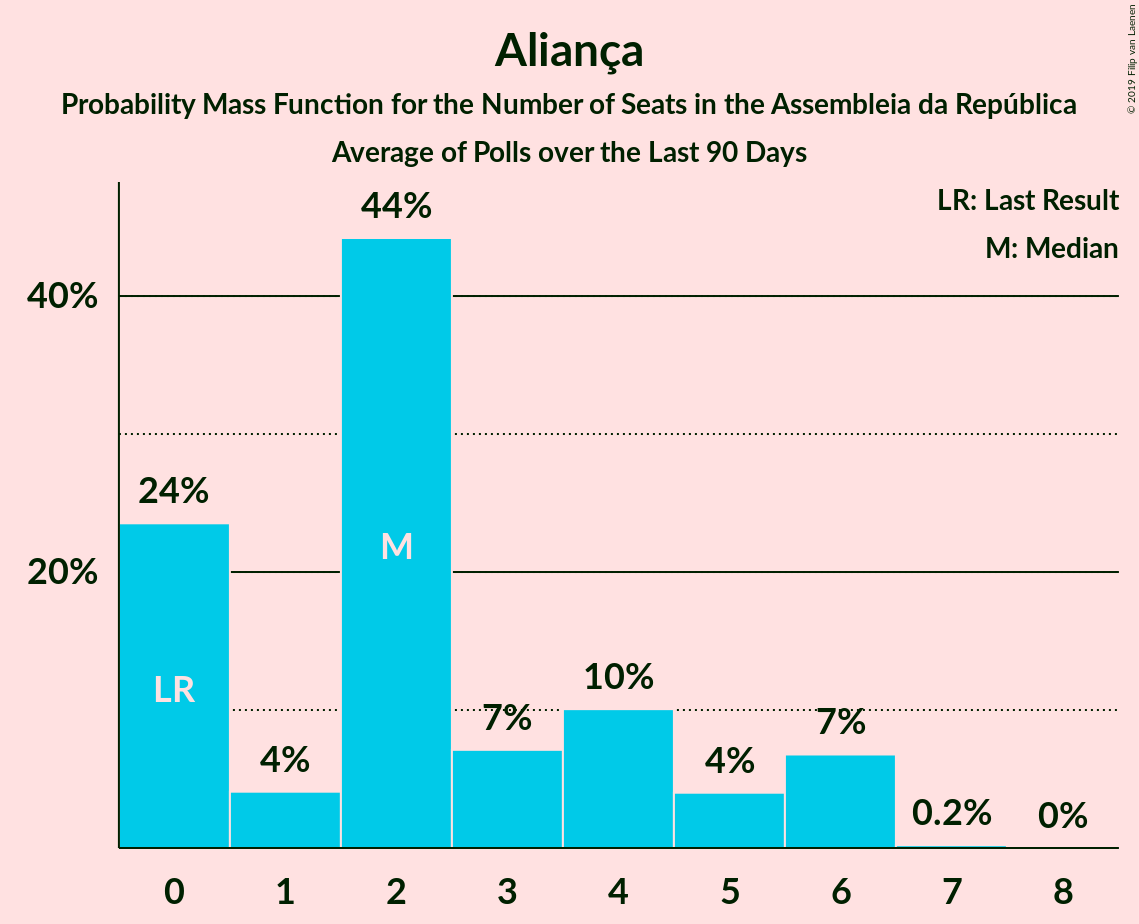 Aliança
Probability Mass Function for the Number of Seats in the Assembleia da República
Average of Polls over the Last 90 Days
© 2019 Filip van Laenen
LR: Last Result
M: Median
44%
40%
24%
M
20%
LR
10%
7%
7%
4%
4%
0.2%
0%
0 1 2 3 4 5 6 7 8